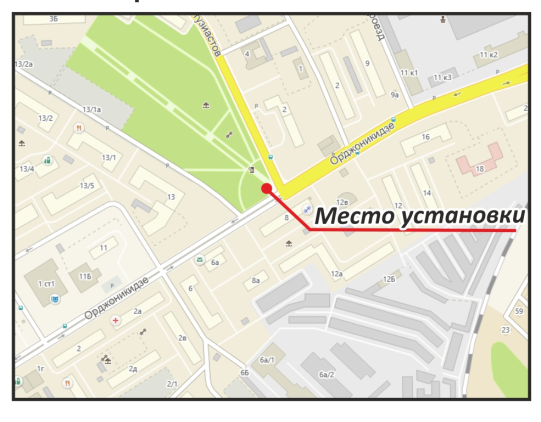 3Б
узиастов
роезд
4
1
2
2
9
9а
11 к1
11 к3
11 к2
13/2а
13/1а
13/2
13/1
13/4
13/5
13
Орджоникидзе
16
18
14
12
12в
8
Место установки
11
11Б
1 ст1
6а
8а
6
12а
12Б
Орджоникидзе
2а
2
2в
2д
2/1
1г
6Б
6а/1
6а/2
59
23